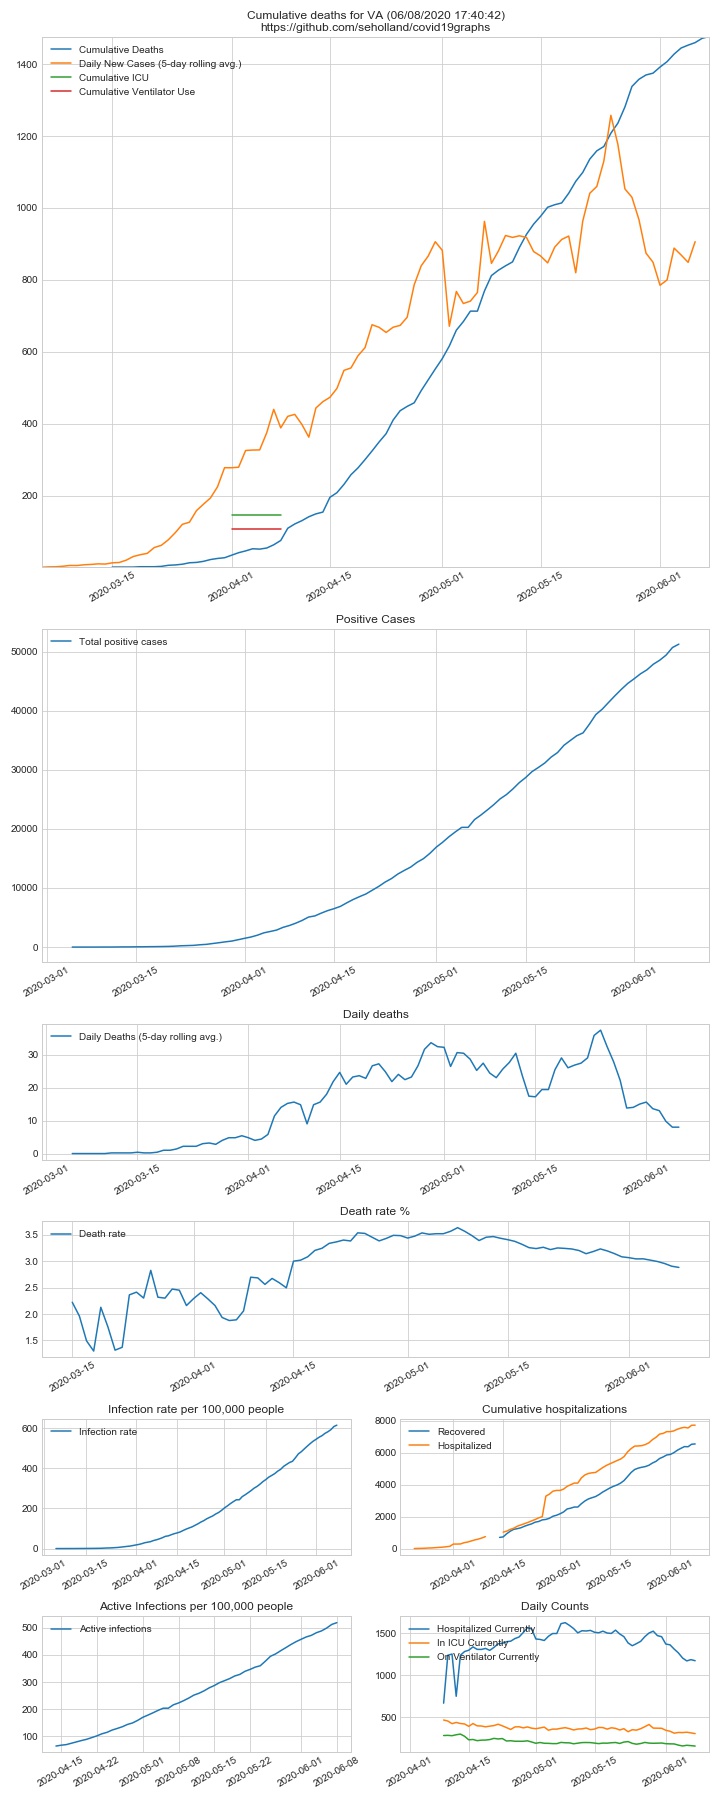 Cumulative deaths for VA (06/08/2020 17:40:42)
https://github.com/seholland/covid19graphs
Cumulative Deaths
Daily New Cases (5-day rolling avg.)
Cumulative ICU
Cumulative Ventilator Use
1400
1200
1000
800
600
400
200
2020-03-15 2020-04-01 2020-04-15 2020-05-01 2020-05-15 2020-06-01
Positive Cases
Total positive cases
50000
40000
30000
20000
10000
0
2020-03-01 2020-03-15 2020-04-01 2020-04-15 2020-05-01 2020-05-15 2020-06-01
Daily deaths
Daily Deaths (5-day rolling avg.)
30
20
10
0
2020-03-01 2020-03-15 2020-04-01 2020-04-15 2020-05-01 2020-05-15 2020-06-01
Death rate %
Death rate
3.5
3.0
2.5
2.0
1.5
2020-03-15 2020-04-01 2020-04-15 2020-05-01 2020-05-15 2020-06-01
Infection rate per 100,000 people
Infection rate
600
400
200
0
2020-03-01 2020-03-15 2020-04-01 2020-04-15 2020-05-01 2020-05-15 2020-06-01
Cumulative hospitalizations
Recovered
Hospitalized
8000
6000
4000
2000
0
2020-04-01 2020-04-15 2020-05-01 2020-05-15 2020-06-01
Active Infections per 100,000 people
Active infections
500
400
300
200
100
2020-04-15 2020-04-22 2020-05-01 2020-05-08 2020-05-15 2020-05-22 2020-06-01 2020-06-08
Daily Counts
Hospitalized Currently
In ICU Currently
On Ventilator Currently
1500
1000
500
2020-04-01 2020-04-15 2020-05-01 2020-05-15 2020-06-01